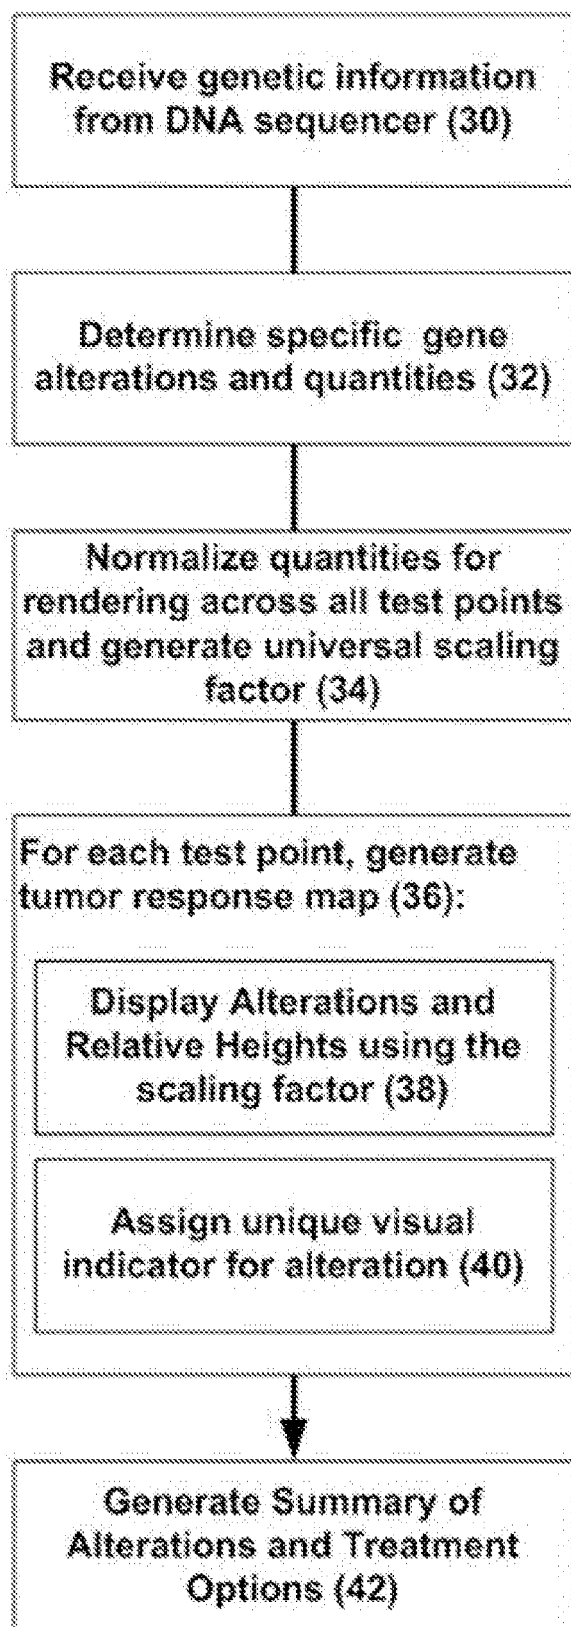 Receive genetic information
from DNA sequencer (30)
Determine specific gene
alterations and quantities (32)
Normalize quantities for
rendering across all test points
and generate universal scaling
factor (34)
For each test point, generate
tumor response map (36):
Display Alterations and
Relative Heights using the
scaling factor (38)
Assign unique visual
indicator for alteration (40)
Generate Summary of
Alterations and Treatment
Options (42)